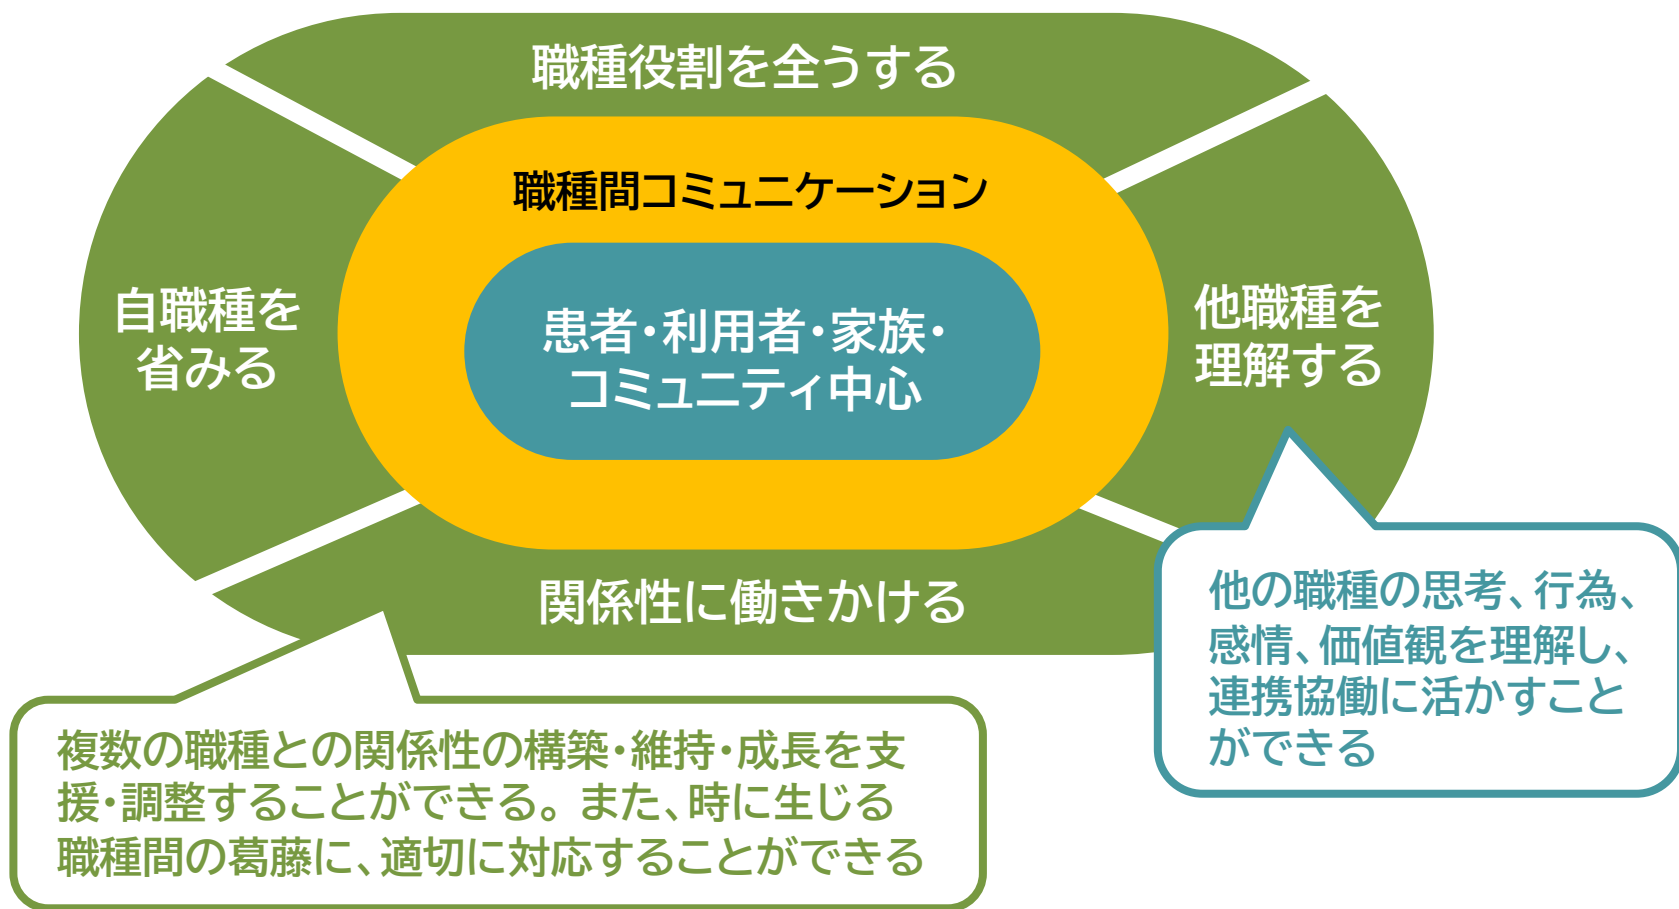 職種役割を全うする
職種間コミュニケーション
患者・利用者・家族・
コミュニティ中心
自職種を
省みる
他職種を
理解する
関係性に働きかける
他の職種の思考、行為、
感情、価値観を理解し、
連携協働に活かすこと
ができる
複数の職種との関係性の構築・維持・成長を支
援・調整することができる。また、時に生じる
職種間の葛藤に、適切に対応することができる